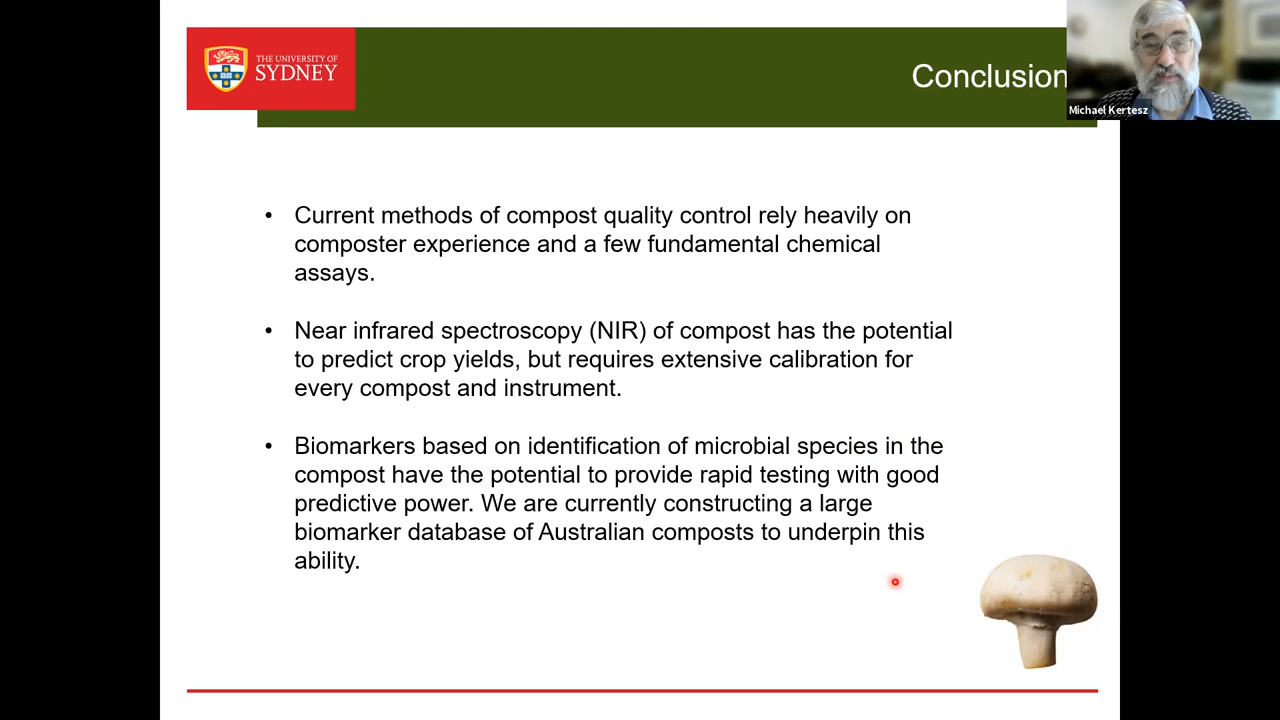 THE UNIVERSITY OF
SYDNEY
Conclusion
Michael Kertesz
• Current methods of compost quality control rely heavily on
composter experience and a few fundamental chemical
assays.
• Near infrared spectroscopy (NIR) of compost has the potential
to predict crop yields, but requires extensive calibration for
every compost and instrument.
• Biomarkers based on identification of microbial species in the
compost have the potential to provide rapid testing with good
predictive power. We are currently constructing a large
biomarker database of Australian composts to underpin this
ability.